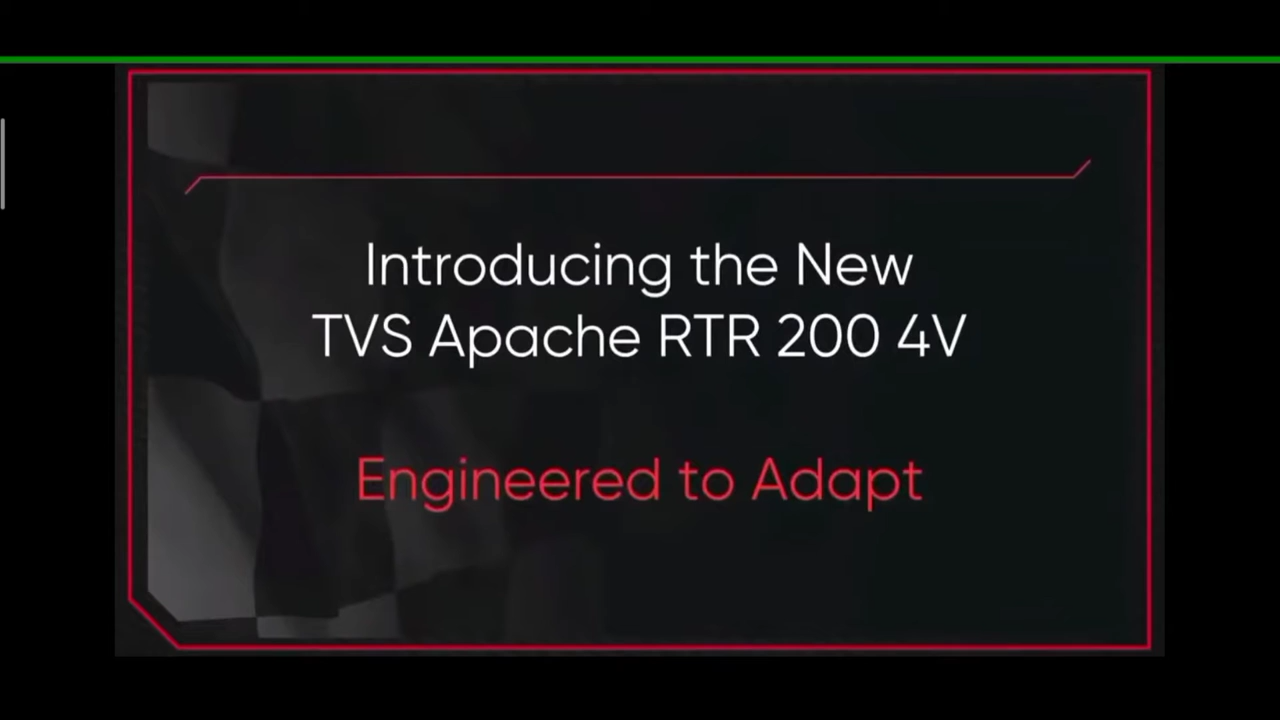 Introducing the New
TVS Apache RTR 200 4V
Engineered to Adapt